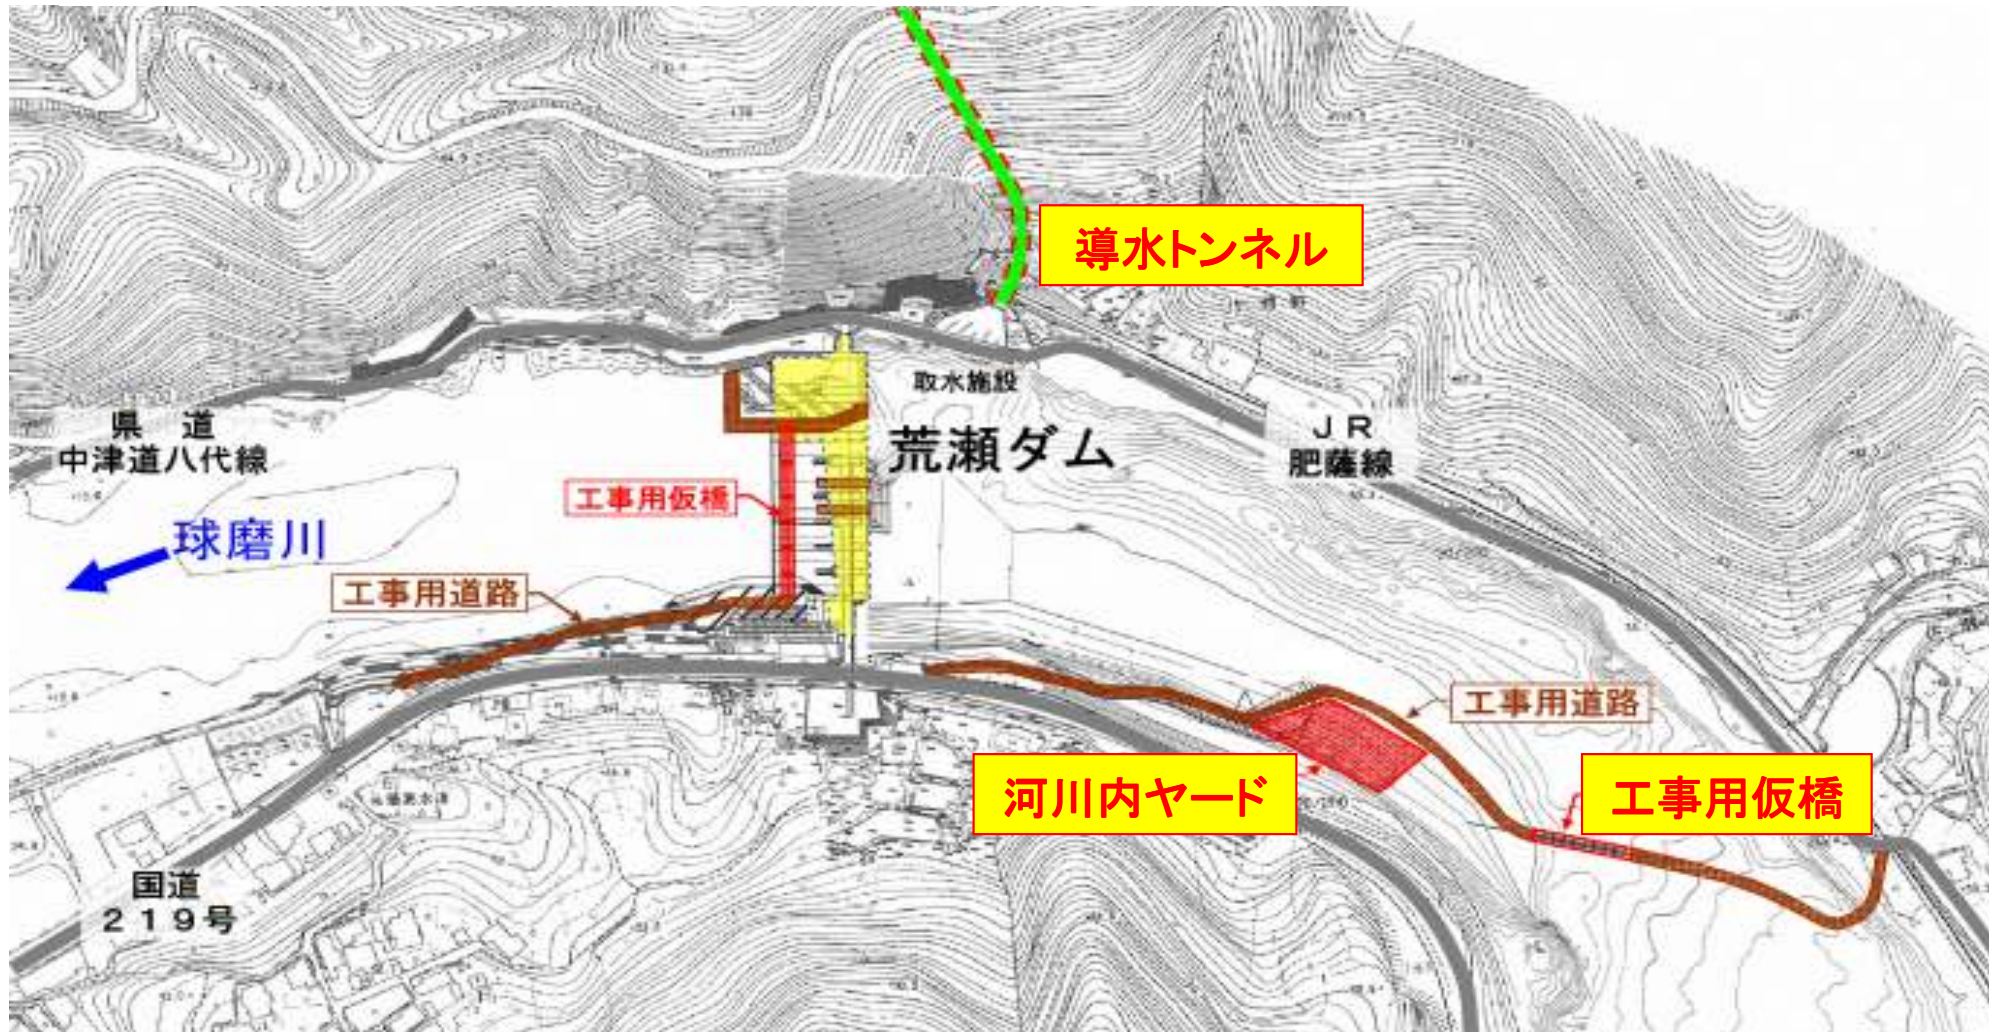 導水トンネル
取水施設
県 道
中津道八代線
荒瀬ダム
JR
肥薩線
工事用仮橋
球磨川
工事用道路
工事用道路
河川内ヤード
工事用仮橋
国道
219号